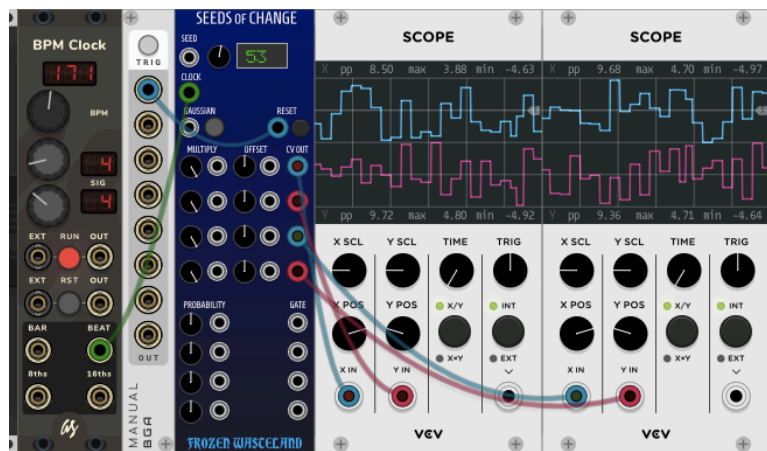 BPM Clock
171
BPM
4
SIG
4
EXT RUN OUT
EXT RST OUT
BAR BEAT
8ths 16ths
as
TRIG
OUT
MANUAL
BGA
SEEDS OF CHANGE
SEED
53
CLOCK
GAUSSIAN RESET
MULTIPLY OFFSET CV OUT
PROBABILITY GATE
FROZEN WASTELAND
SCOPE
X pp 8.50 max 3.88 min -4.63
Y pp 9.72 max 4.80 min -4.92
X SCL Y SCL TIME TRIG
X POS Y POS X/Y INT
X×Y EXT
X IN Y IN
VCV
SCOPE
X pp 9.68 max 4.70 min -4.97
T
Y pp 9.36 max 4.71 min -4.64
X SCL Y SCL TIME TRIG
X POS Y POS X/Y INT
X×Y EXT
X IN Y IN
VCV